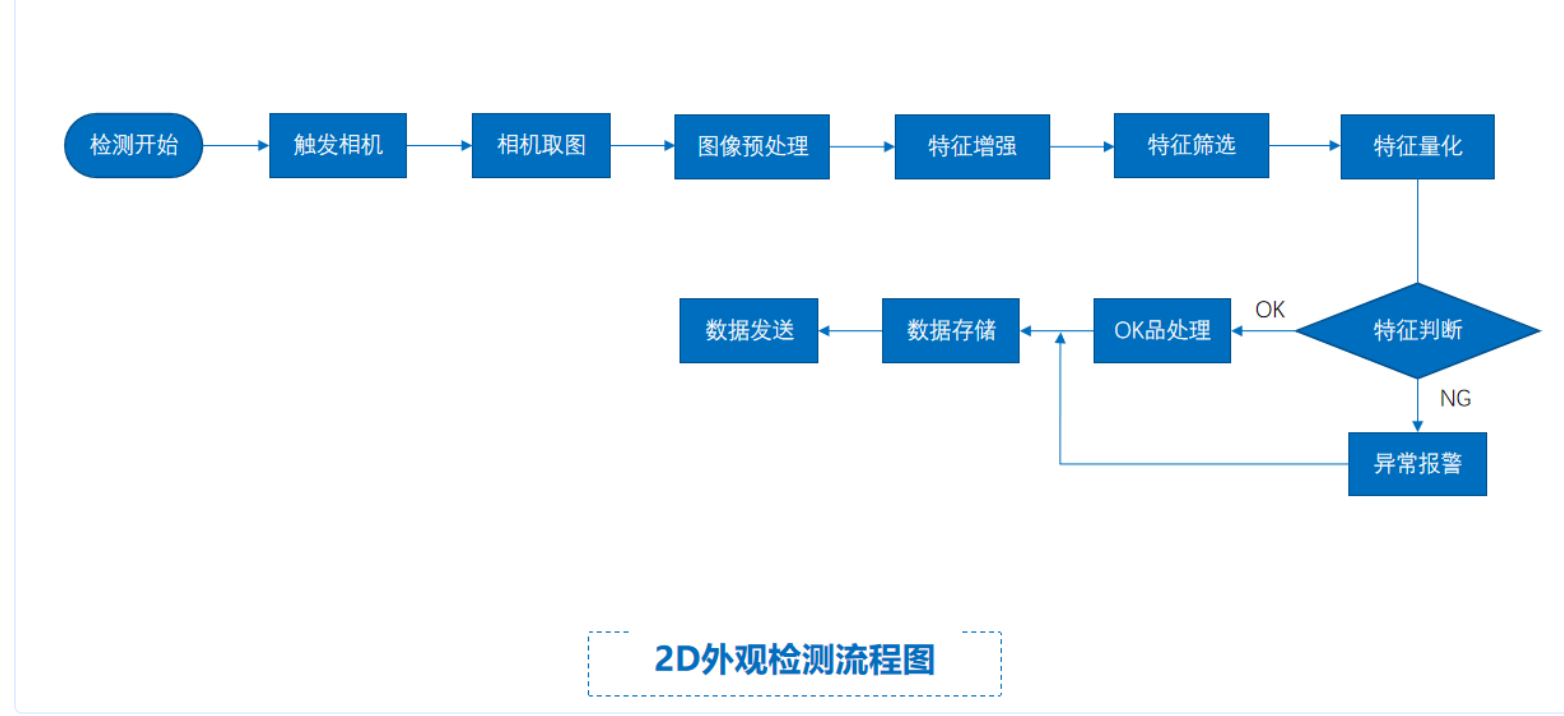 检测开始
触发相机
相机取图
图像预处理
特征增强
特征筛选
特征量化
数据发送
数据存储
OK品处理
OK
特征判断
NG
异常报警
2D外观检测流程图